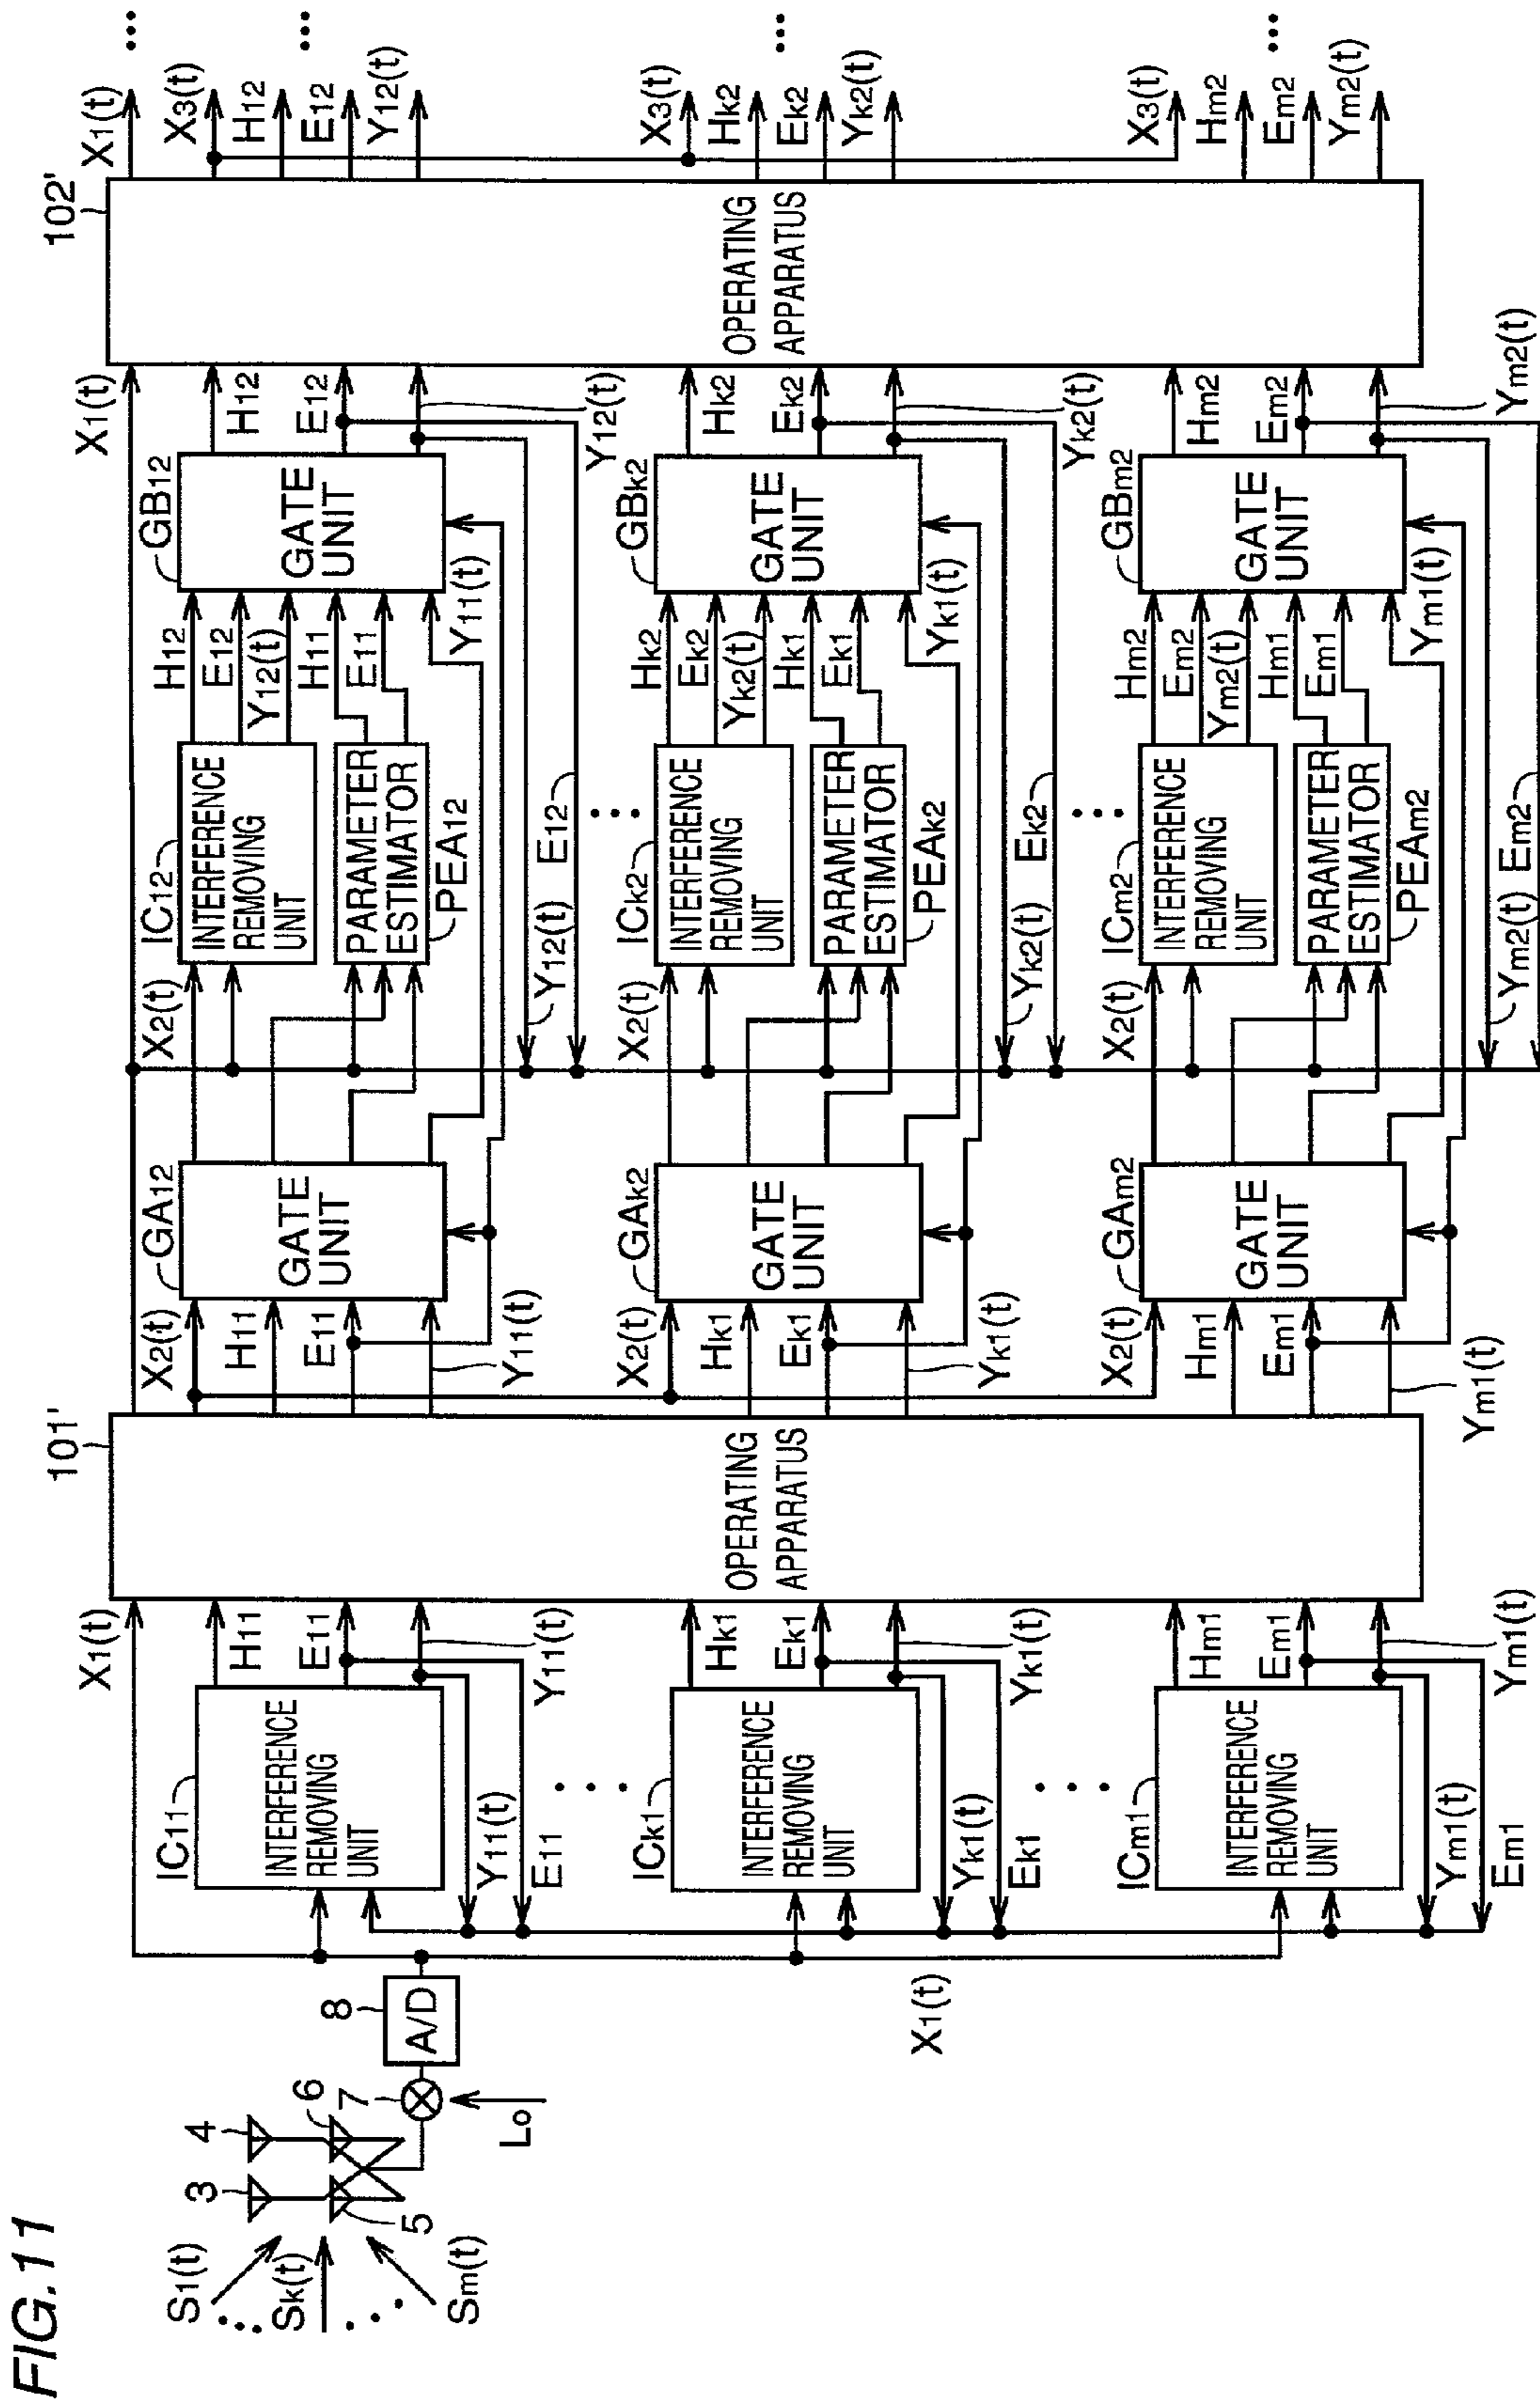 FIG.11
S1(t)
Sk(t)
Sm(t)
3
4
5
6
7
8
A/D
Lo
X1(t)
X1(t)
IC11
INTERFERENCE
REMOVING
UNIT
H11
E11
Y11(t)
Y11(t)
E11
ICk1
INTERFERENCE
REMOVING
UNIT
Hk1
Ek1
Yk1(t)
Yk1(t)
Ek1
ICm1
INTERFERENCE
REMOVING
UNIT
Hm1
Em1
Ym1(t)
Ym1(t)
Em1
101'
OPERATING
APPARATUS
X2(t)
H11
E11
Y11(t)
GA12
GATE
UNIT
X2(t)
Hk1
Ek1
Yk1(t)
GAk2
GATE
UNIT
X2(t)
Hm1
Em1
Ym1(t)
GAm2
GATE
UNIT
X2(t)
IC12
INTERFERENCE
REMOVING
UNIT
PARAMETER
ESTIMATOR
PEA12
H12
E12
Y12(t)
H11
E11
Y11(t)
Y12(t)
E12
X2(t)
ICk2
INTERFERENCE
REMOVING
UNIT
PARAMETER
ESTIMATOR
PEAk2
Hk2
Ek2
Yk2(t)
Hk1
Ek1
Yk1(t)
Yk2(t)
Ek2
X2(t)
ICm2
INTERFERENCE
REMOVING
UNIT
PARAMETER
ESTIMATOR
PEAm2
Hm2
Em2
Ym2(t)
Hm1
Em1
Ym1(t)
Ym2(t)
Em2
GB12
GATE
UNIT
X1(t)
H12
E12
Y12(t)
GBk2
GATE
UNIT
Hk2
Ek2
Yk2(t)
GBm2
GATE
UNIT
Hm2
Em2
Ym2(t)
102'
OPERATING
APPARATUS
X1(t)
X3(t)
H12
E12
Y12(t)
X3(t)
Hk2
Ek2
Yk2(t)
X3(t)
Hm2
Em2
Ym2(t)